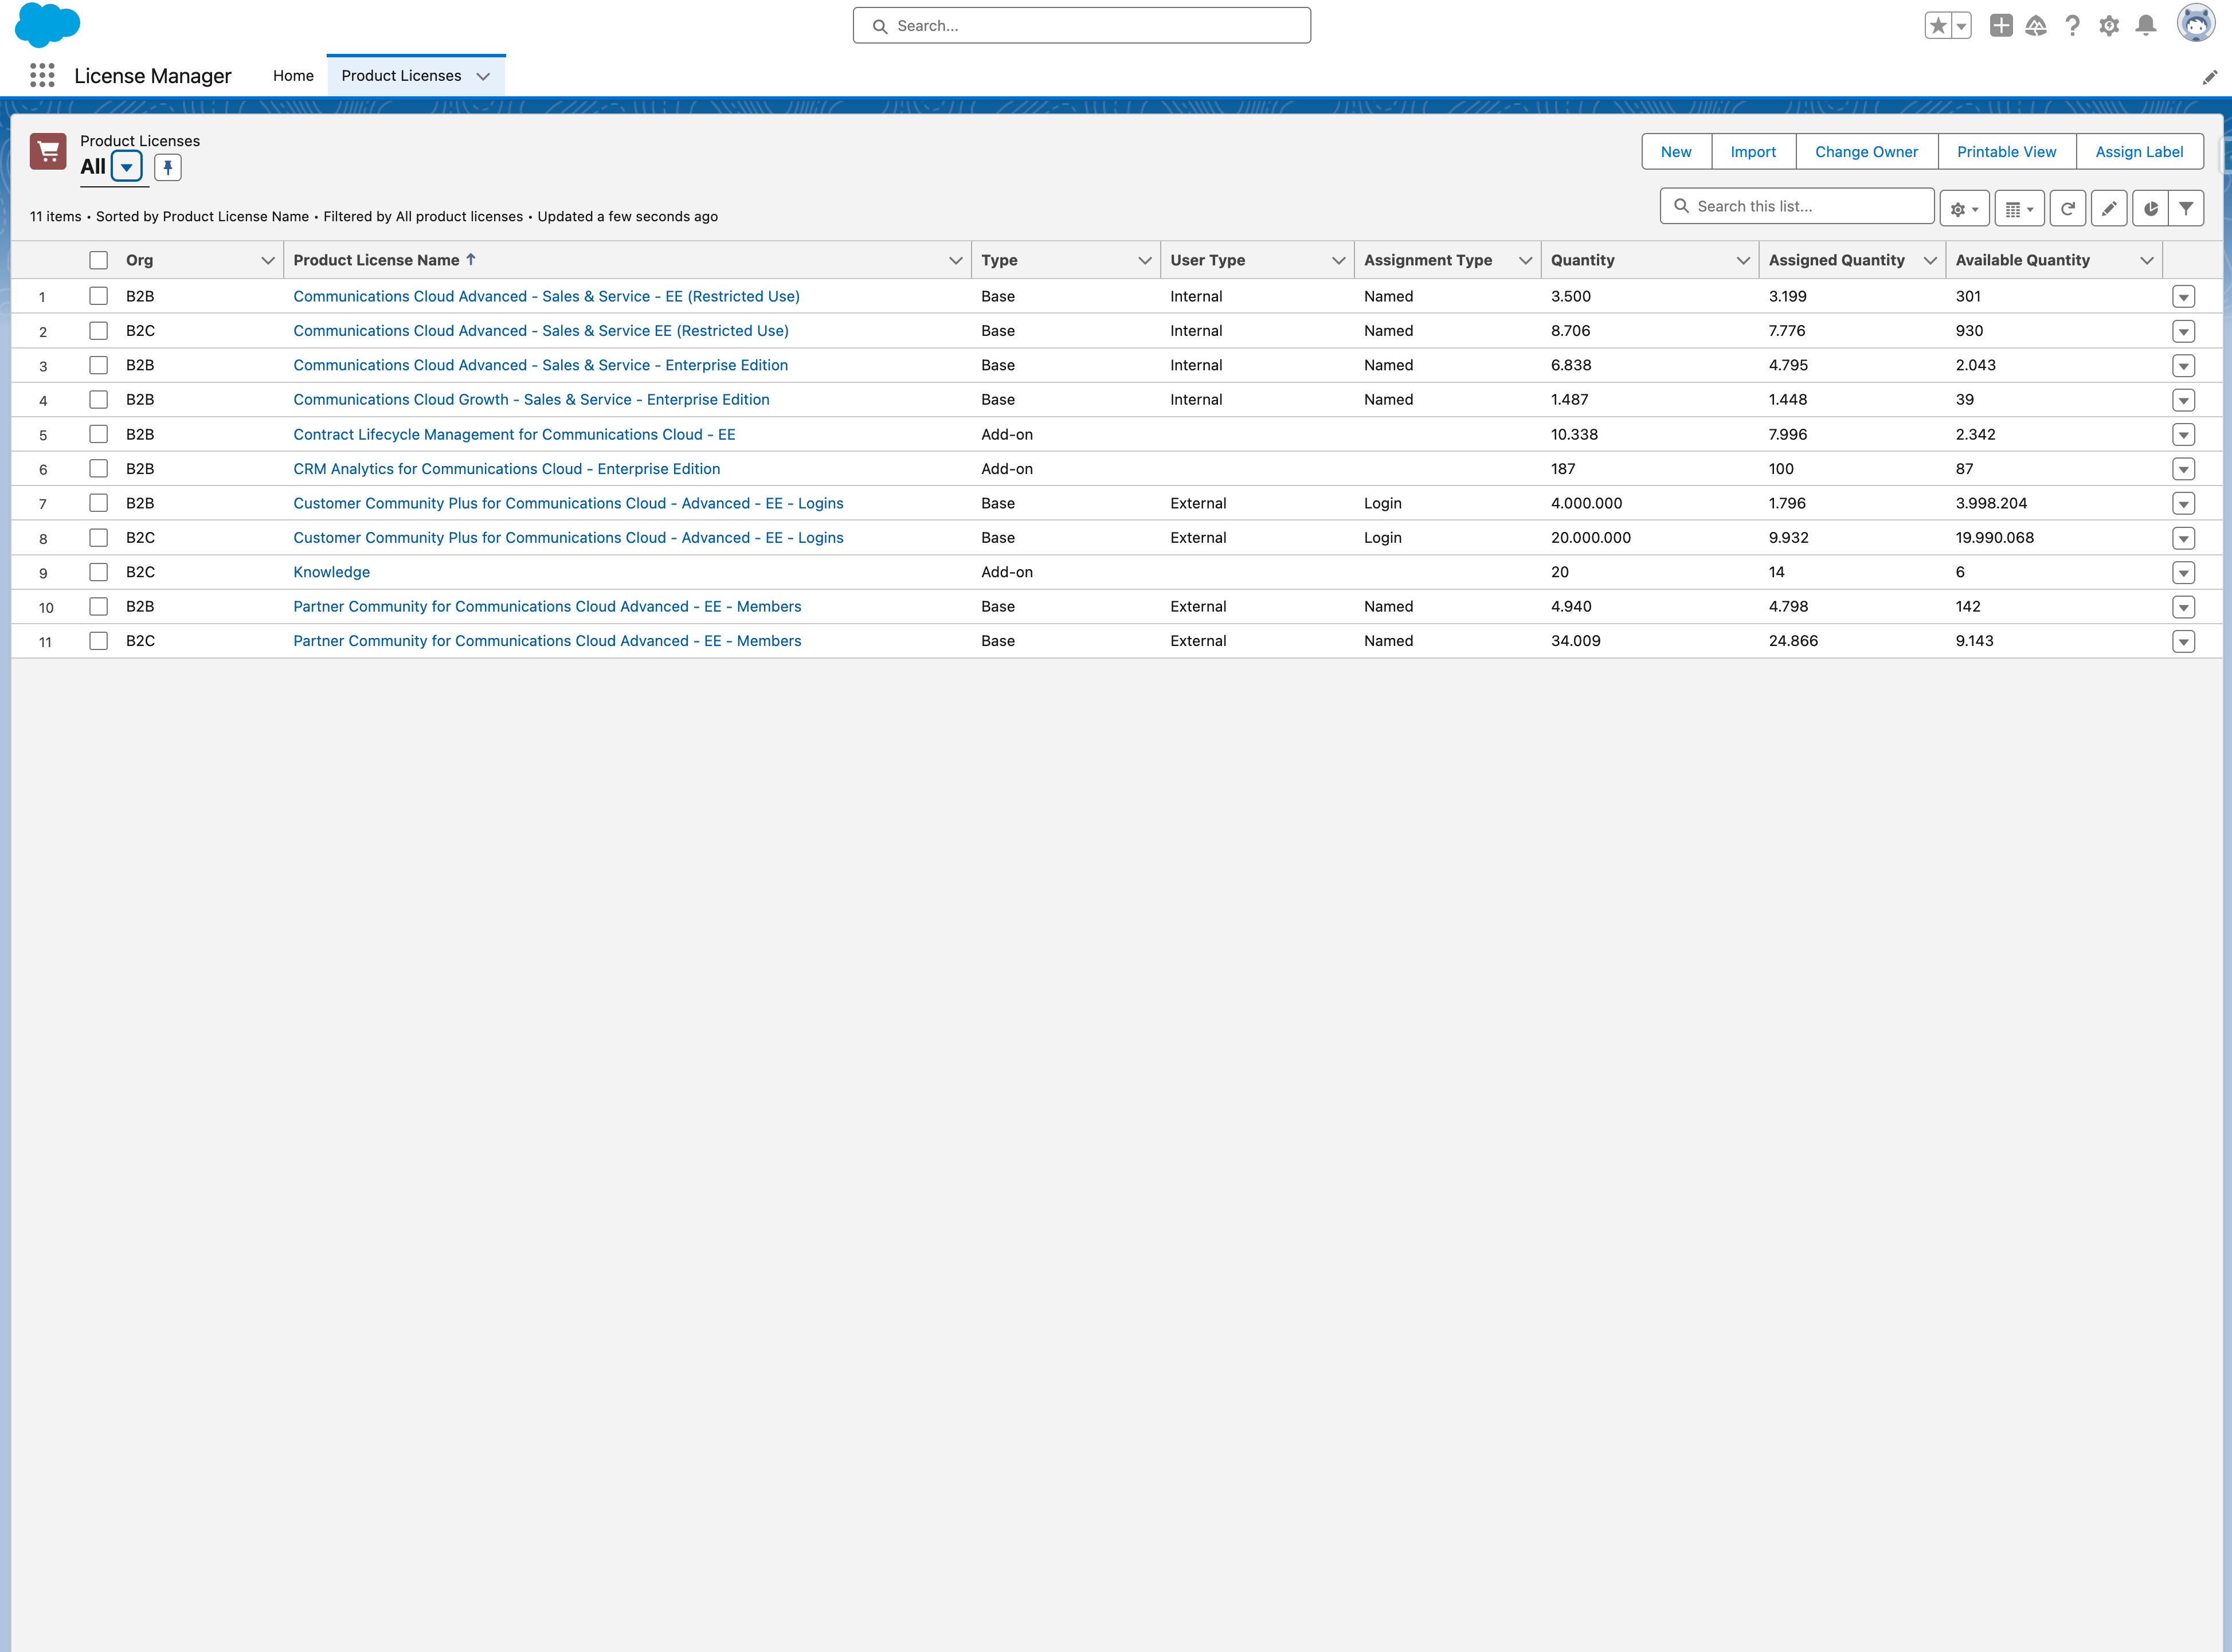 Search...
License Manager Home Product Licenses
Product Licenses
All
New Import Change Owner Printable View Assign Label
11 items • Sorted by Product License Name • Filtered by All product licenses • Updated a few seconds ago
Search this list...
Org Product License Name ↑ Type User Type Assignment Type Quantity Assigned Quantity Available Quantity
1 B2B Communications Cloud Advanced - Sales & Service - EE (Restricted Use) Base Internal Named 3.500 3.199 301
2 B2C Communications Cloud Advanced - Sales & Service EE (Restricted Use) Base Internal Named 8.706 7.776 930
3 B2B Communications Cloud Advanced - Sales & Service - Enterprise Edition Base Internal Named 6.838 4.795 2.043
4 B2B Communications Cloud Growth - Sales & Service - Enterprise Edition Base Internal Named 1.487 1.448 39
5 B2B Contract Lifecycle Management for Communications Cloud - EE Add-on 10.338 7.996 2.342
6 B2B CRM Analytics for Communications Cloud - Enterprise Edition Add-on 187 100 87
7 B2B Customer Community Plus for Communications Cloud - Advanced - EE - Logins Base External Login 4.000.000 1.796 3.998.204
8 B2C Customer Community Plus for Communications Cloud - Advanced - EE - Logins Base External Login 20.000.000 9.932 19.990.068
9 B2C Knowledge Add-on 20 14 6
10 B2B Partner Community for Communications Cloud Advanced - EE - Members Base External Named 4.940 4.798 142
11 B2C Partner Community for Communications Cloud Advanced - EE - Members Base External Named 34.009 24.866 9.143